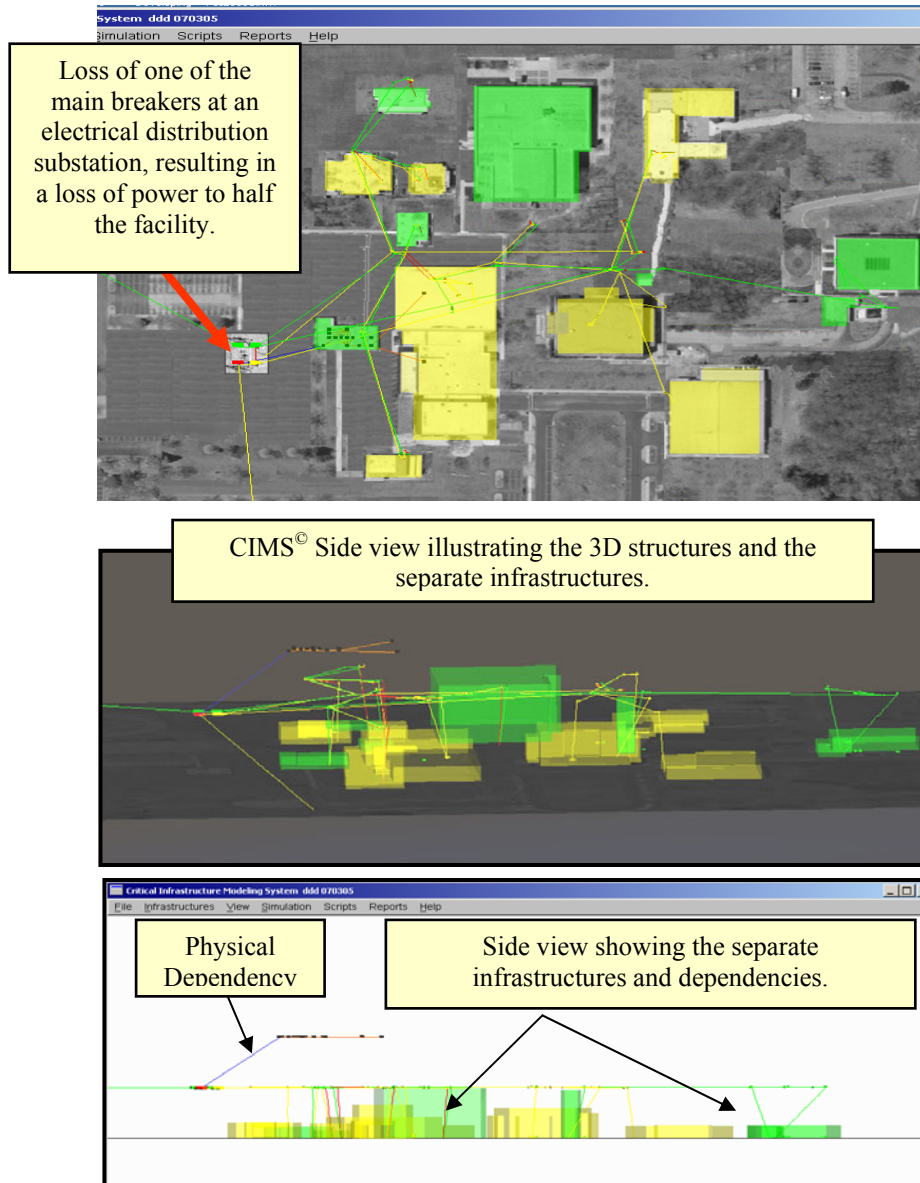 System ddd 070305
Simulation Scripts Reports Help
Loss of one of the
main breakers at an
electrical distribution
substation, resulting in
a loss of power to half
the facility.
CIMS© Side view illustrating the 3D structures and the
separate infrastructures.
Critical Infrastructure Modeling System ddd 070305
File Infrastructures View Simulation Scripts Reports Help
Physical
Dependency
Side view showing the separate
infrastructures and dependencies.